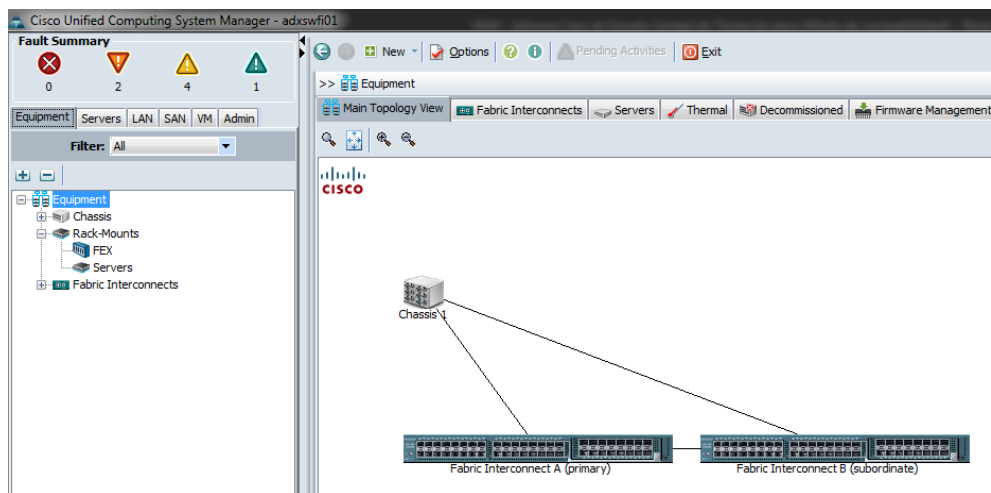 Cisco Unified Computing System Manager - adxswfi01
Fault Summary
0 2 4 1
New Options ? i Pending Activities Exit
>> Equipment
Equipment Servers LAN SAN VM Admin
Main Topology View Fabric Interconnects Servers Thermal Decommissioned Firmware Management
Filter: All
Equipment
Chassis
Rack-Mounts
FEX
Servers
Fabric Interconnects
CISCO
Chassis 1
Fabric Interconnect A (primary) Fabric Interconnect B (subordinate)